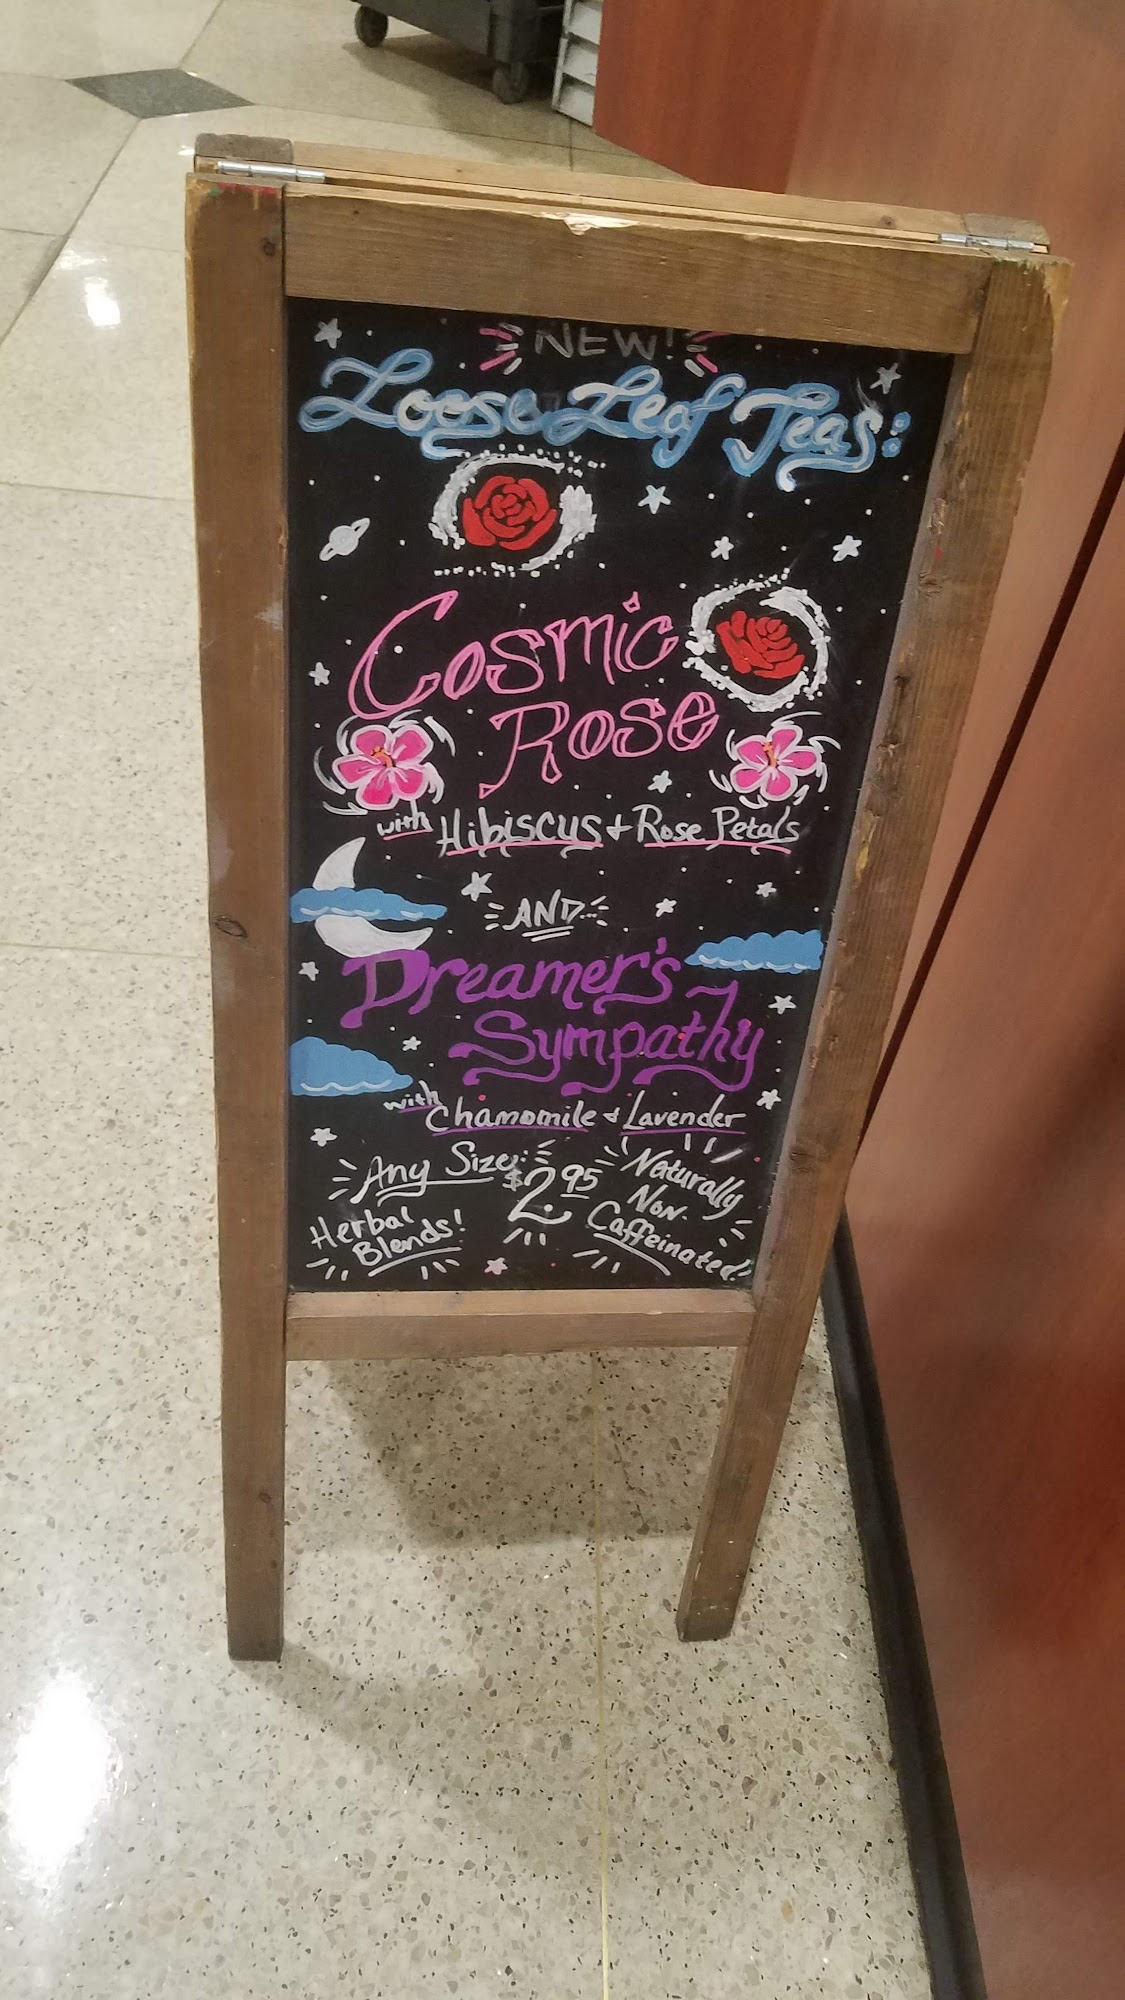 NEW!
Loose Leaf Teas:
Cosmic
Rose
with Hibiscus + Rose Petals
AND...
Dreamer's
Sympathy
with Chamomile + Lavender
Any Size: $2.95
Herbal
Blends!
Naturally
Non-
Caffeinated!